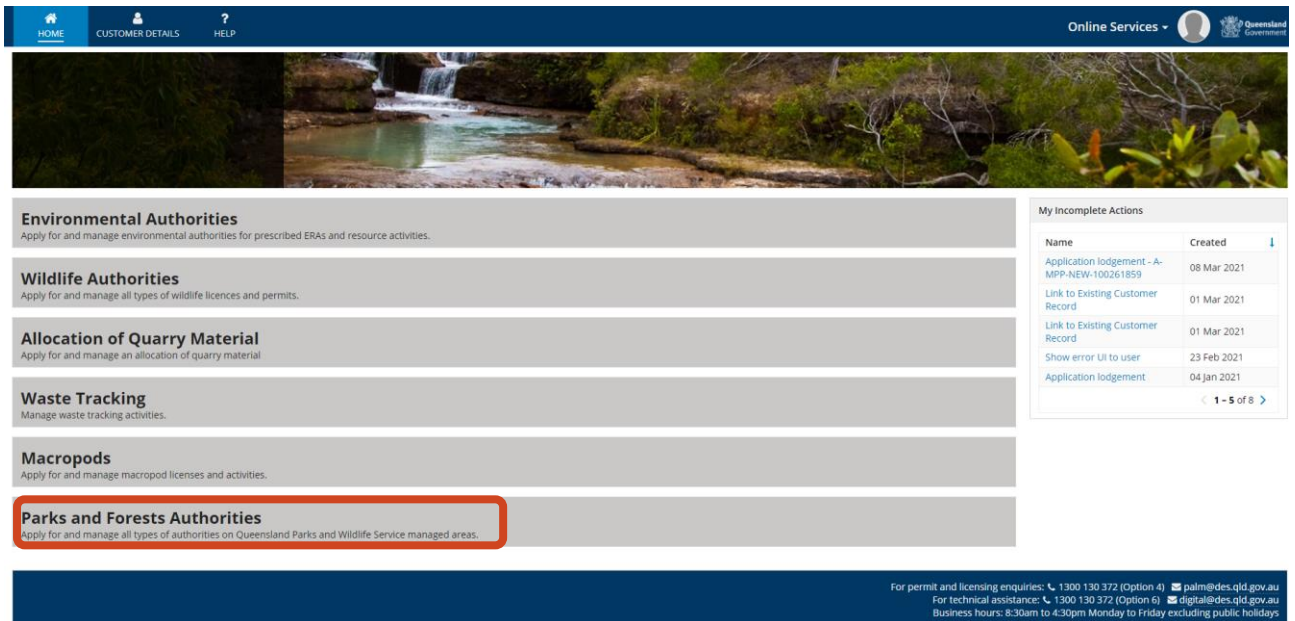 HOME
CUSTOMER DETAILS
?
HELP
Online Services
Queensland
Government
Environmental Authorities
Apply for and manage environmental authorities for prescribed ERAs and resource activities.
Wildlife Authorities
Apply for and manage all types of wildlife licences and permits.
Allocation of Quarry Material
Apply for and manage an allocation of quarry material
Waste Tracking
Manage waste tracking activities.
Macropods
Apply for and manage macropod licenses and activities.
Parks and Forests Authorities
Apply for and manage all types of authorities on Queensland Parks and Wildlife Service managed areas.
My Incomplete Actions
Name Created
Application lodgement - A-
MPP-NEW-100261859 08 Mar 2021
Link to Existing Customer
Record 01 Mar 2021
Link to Existing Customer
Record 01 Mar 2021
Show error UI to user 23 Feb 2021
Application lodgement 04 Jan 2021
1 - 5 of 8
For permit and licensing enquiries: 1300 130 372 (Option 4) palm@des.qld.gov.au
For technical assistance: 1300 130 372 (Option 6) digital@des.qld.gov.au
Business hours: 8:30am to 4:30pm Monday to Friday excluding public holidays